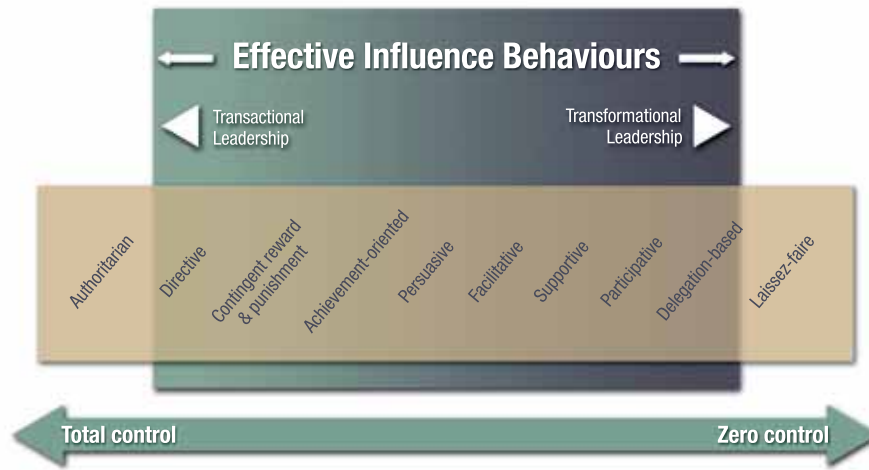 Effective Influence Behaviours
Transactional
Leadership
Transformational
Leadership
Authoritarian
Directive
Contingent reward
& punishment
Achievement-oriented
Persuasive
Facilitative
Supportive
Participative
Delegation-based
Laissez-faire
Total control
Zero control